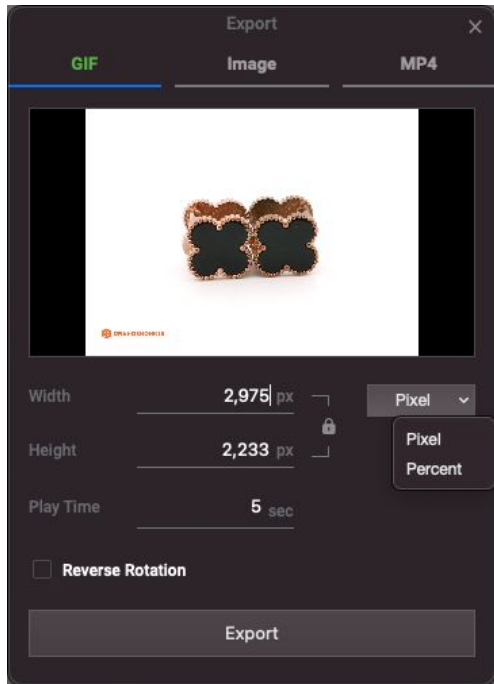 Export
GIF Image MP4
Width 2,975 px Pixel
Pixel
Height 2,233 px
Percent
Play Time 5 sec
Reverse Rotation
Export